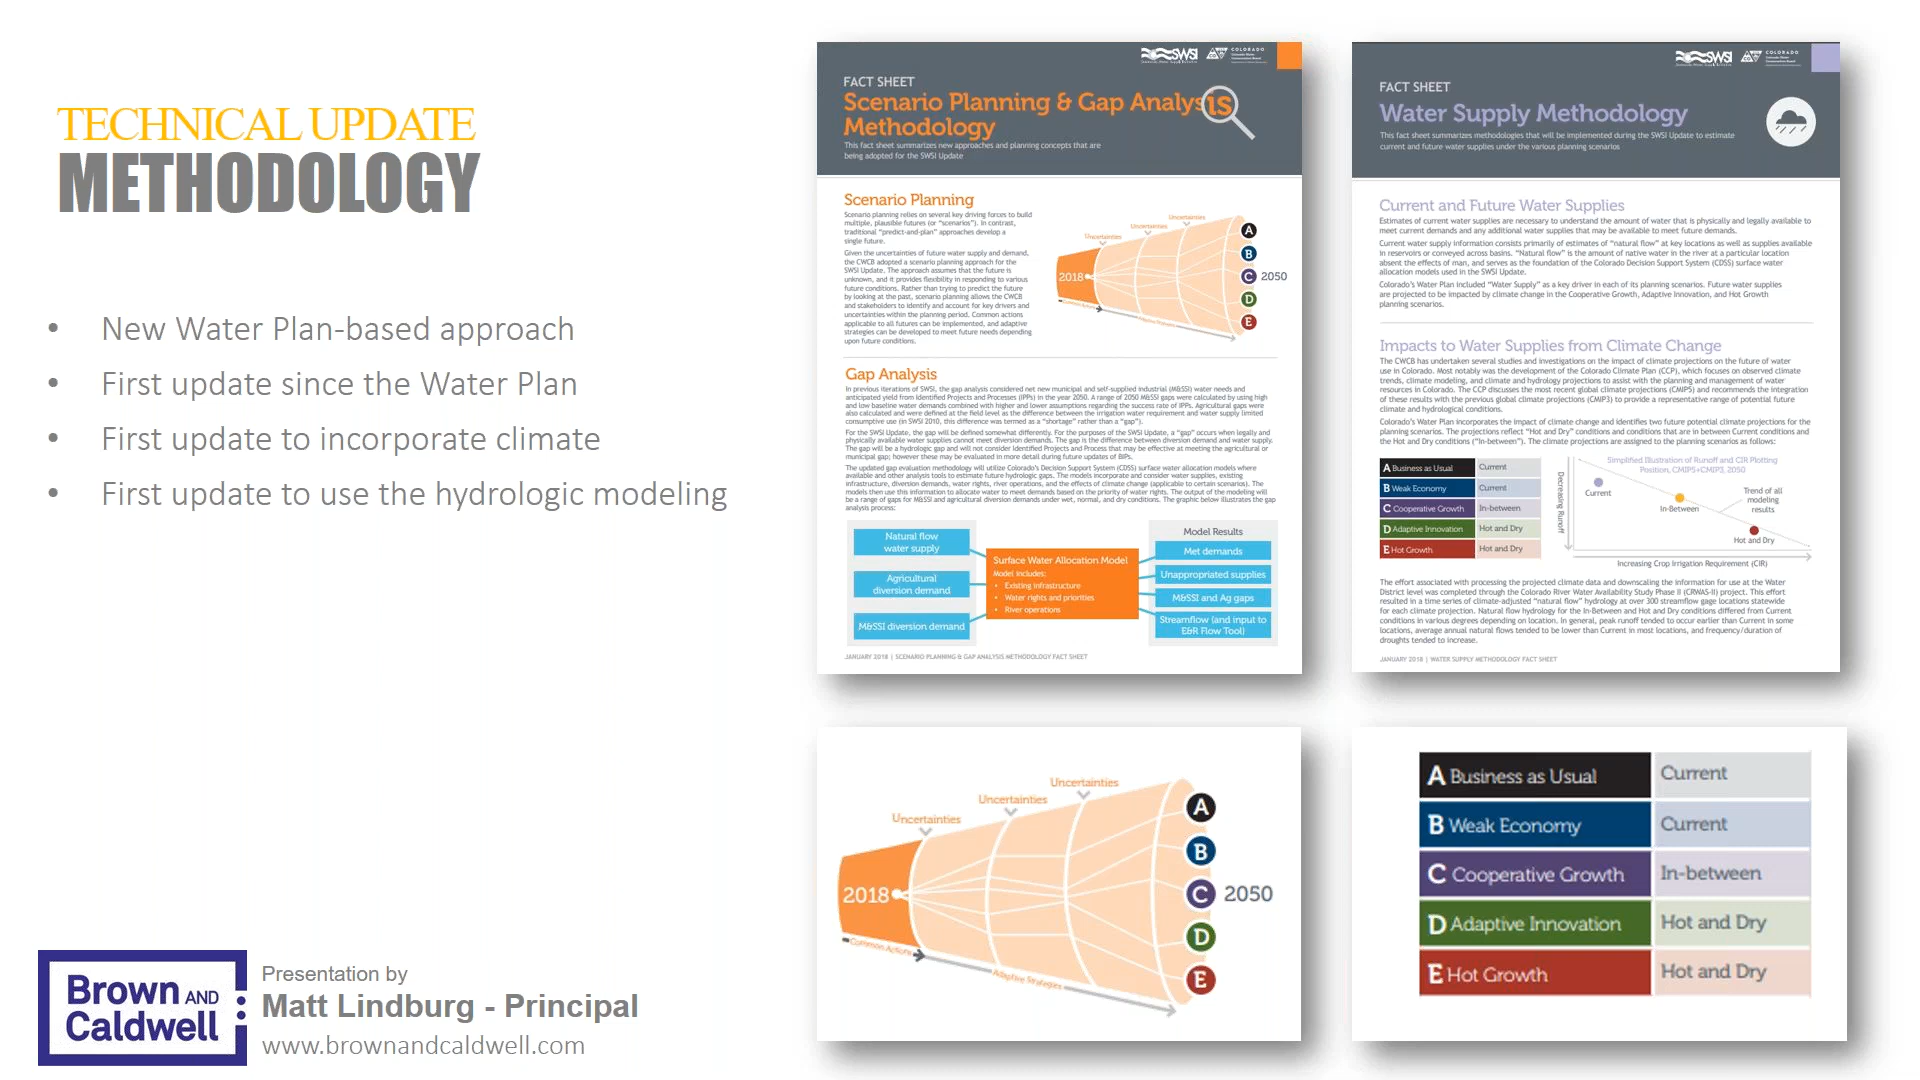 TECHNICAL UPDATE
METHODOLOGY
• New Water Plan-based approach
• First update since the Water Plan
• First update to incorporate climate
• First update to use the hydrologic modeling
Brown AND
Caldwell
Presentation by
Matt Lindburg - Principal
www.brownandcaldwell.com
SWSI
COLORADO
FACT SHEET
Scenario Planning & Gap Analysis
Methodology
This fact sheet summarizes new approaches and planning concepts that are
being adopted for the SWSI Update
Scenario Planning
Scenario planning relies on several key driving forces to build
multiple, plausible futures (or “scenarios”). In contrast,
traditional “predict-and-plan” approaches develop a
single future.
Given the uncertainties of future water supply and demand,
the CWCB adopted a scenario planning approach for the
SWSI Update. The approach assumes that the future is
unknown, and it provides flexibility in responding to various
future conditions. Rather than trying to predict the future
by looking at the past, scenario planning allows the CWCB
and stakeholders to identify and account for key drivers and
uncertainties within the planning period. Common actions
applicable to all futures can be implemented, and adaptive
strategies can be developed to meet future needs depending
upon future conditions.
Uncertainties
Uncertainties
Uncertainties
2018
A
B
C 2050
D
E
Common Actions
Adaptive Strategies
Gap Analysis
In previous iterations of SWSI, the gap analysis considered net new municipal and self-supplied industrial (M&SSI) water needs and
anticipated yield from Identified Projects and Processes (IPPs) in the year 2050. A range of 2050 M&SSI gaps were calculated by using high
and low baseline water demands combined with higher and lower assumptions regarding the success rate of IPPs. Agricultural gaps were
also calculated and were defined at the field level as the difference between the irrigation water requirement and water supply limited
consumptive use (in SWSI 2010, this difference was termed as a “shortage” rather than a “gap”).
For the SWSI Update, the gap will be defined somewhat differently. For the purposes of the SWSI Update, a “gap” occurs when legally and
physically available water supplies cannot meet diversion demands. The gap is the difference between diversion demand and water supply.
The gap will be a hydrologic gap and will not consider Identified Projects and Process that may be effective at meeting the agricultural or
municipal gap; however these may be evaluated in more detail during future updates of BIPs.
The updated gap evaluation methodology will utilize Colorado’s Decision Support System (CDSS) surface water allocation models where
available and other analysis tools to estimate future hydrologic gaps. The models incorporate and consider water supplies, existing
infrastructure, diversion demands, water rights, river operations, and the effects of climate change (applicable to certain scenarios). The
models then use this information to allocate water to meet demands based on the priority of water rights. The output of the modeling will
be a range of gaps for M&SSI and agricultural diversion demands under wet, normal, and dry conditions. The graphic below illustrates the gap
analysis process:
Natural flow
water supply
Agricultural
diversion demand
M&SSI diversion demand
Surface Water Allocation Model
Model includes:
• Existing infrastructure
• Water rights and priorities
• River operations
Model Results
Met demands
Unappropriated supplies
M&SSI and Ag gaps
Streamflow (and input to
E&R Flow Tool)
JANUARY 2018 | SCENARIO PLANNING & GAP ANALYSIS METHODOLOGY FACT SHEET
SWSI
COLORADO
FACT SHEET
Water Supply Methodology
This fact sheet summarizes methodologies that will be implemented during the SWSI Update to estimate
current and future water supplies under the various planning scenarios
Current and Future Water Supplies
Estimates of current water supplies are necessary to understand the amount of water that is physically and legally available to
meet current demands and any additional water supplies that may be available to meet future demands.
Current water supply information consists primarily of estimates of “natural flow” at key locations as well as supplies available
in reservoirs or conveyed across basins. “Natural flow” is the amount of native water in the river at a particular location
absent the effects of man, and serves as the foundation of the Colorado Decision Support System (CDSS) surface water
allocation models used in the SWSI Update.
Colorado’s Water Plan included “Water Supply” as a key driver in each of its planning scenarios. Future water supplies
are projected to be impacted by climate change in the Cooperative Growth, Adaptive Innovation, and Hot Growth
planning scenarios.
Impacts to Water Supplies from Climate Change
The CWCB has undertaken several studies and investigations on the impact of climate projections on the future of water
use in Colorado. Most notably was the development of the Colorado Climate Plan (CCP), which focuses on observed climate
trends, climate modeling, and climate and hydrology projections to assist with the planning and management of water
resources in Colorado. The CCP discusses the most recent global climate projections (CMIP5) and recommends the integration
of these results with the previous global climate projections (CMIP3) to provide a representative range of potential future
climate and hydrological conditions.
Colorado’s Water Plan incorporates the impact of climate change and identifies two future potential climate projections for the
planning scenarios. The projections reflect “Hot and Dry” conditions and conditions that are in between Current conditions and
the Hot and Dry conditions (“In-between”). The climate projections are assigned to the planning scenarios as follows:
A Business as Usual Current
B Weak Economy Current
C Cooperative Growth In-between
D Adaptive Innovation Hot and Dry
E Hot Growth Hot and Dry
Simplified Illustration of Runoff and CIR Plotting
Position, CMIP5+CMIP3, 2050
Decreasing Runoff
Current
In-Between
Trend of all
modeling
results
Hot and Dry
Increasing Crop Irrigation Requirement (CIR)
The effort associated with processing the projected climate data and downscaling the information for use at the Water
District level was completed through the Colorado River Water Availability Study Phase II (CRWAS-II) project. This effort
resulted in a time series of climate-adjusted “natural flow” hydrology at over 300 streamflow gage locations statewide
for each climate projection. Natural flow hydrology for the In-Between and Hot and Dry conditions differed from Current
conditions in various degrees depending on location. In general, peak runoff tended to occur earlier than Current in some
locations, average annual natural flows tended to be lower than Current in most locations, and frequency/duration of
droughts tended to increase.
JANUARY 2018 | WATER SUPPLY METHODOLOGY FACT SHEET
Uncertainties
Uncertainties
Uncertainties
2018
A
B
C 2050
D
E
Common Actions
Adaptive Strategies
A Business as Usual Current
B Weak Economy Current
C Cooperative Growth In-between
D Adaptive Innovation Hot and Dry
E Hot Growth Hot and Dry